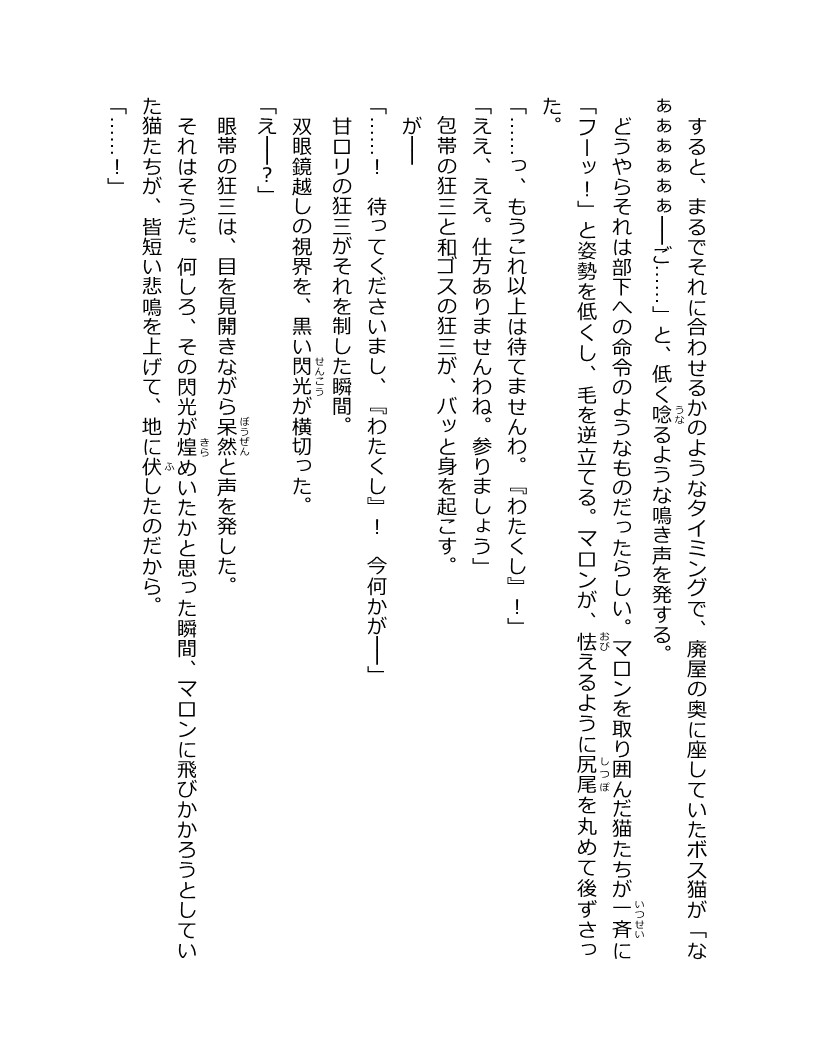 すると、まるでそれに合わせるかのようなタイミングで、廃屋の奥に座していたボス猫が「な
ぁぁぁぁぁぁ――ご……」と、低く唸るような鳴き声を発する。
　どうやらそれは部下への命令のようなものだったらしい。マロンを取り囲んだ猫たちが一斉に
「フーッ！」と姿勢を低くし、毛を逆立てる。マロンが、怯えるように尻尾を丸めて後ずさっ
た。
「……っ、もうこれ以上は待てませんわ。『わたくし』！」
「ええ、ええ。仕方ありませんわね。参りましょう」
　包帯の狂三と和ゴスの狂三が、バッと身を起こす。
　が――
「……！　待ってくださいまし、『わたくし』！　今何かが――」
　甘ロリの狂三がそれを制した瞬間。
　双眼鏡越しの視界を、黒い閃光が横切った。
「え――？」
　眼帯の狂三は、目を見開きながら呆然と声を発した。
　それはそうだ。何しろ、その閃光が煌めいたかと思った瞬間、マロンに飛びかかろうとしてい
た猫たちが、皆短い悲鳴を上げて、地に伏したのだから。
「……！」